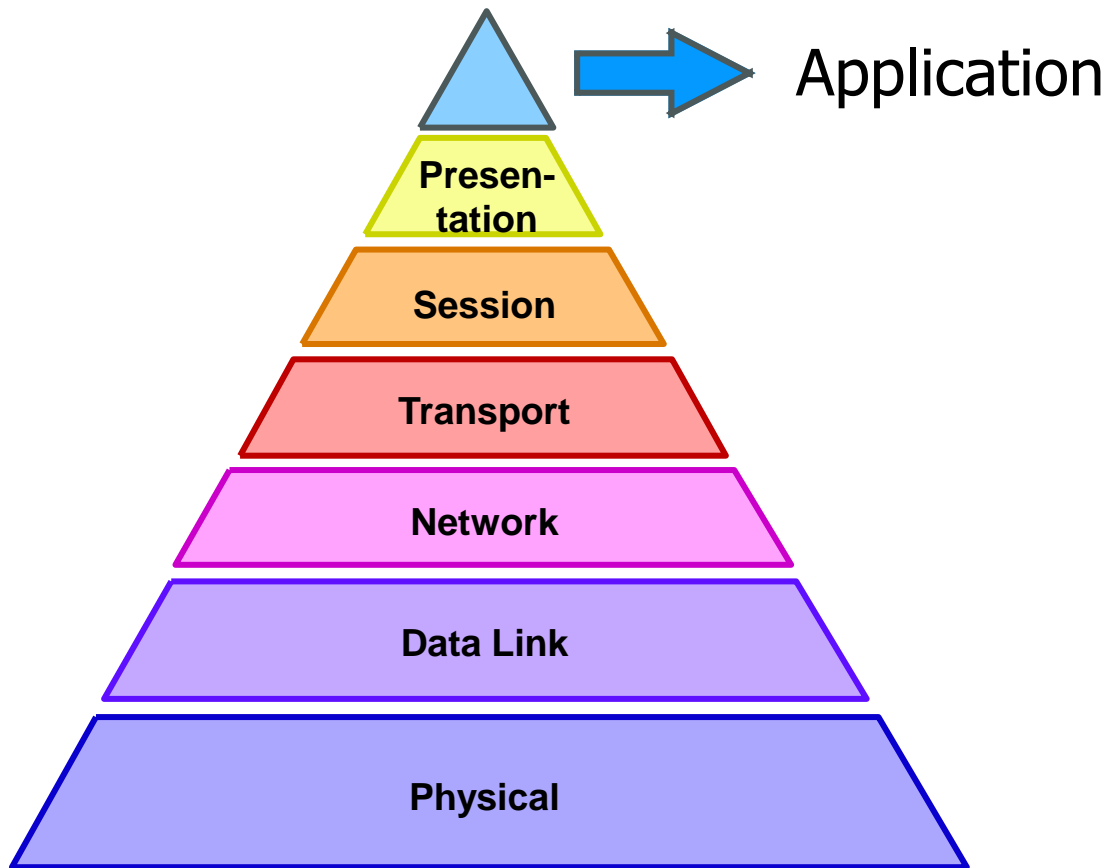 Application
Presen-
tation
Session
Transport
Network
Data Link
Physical